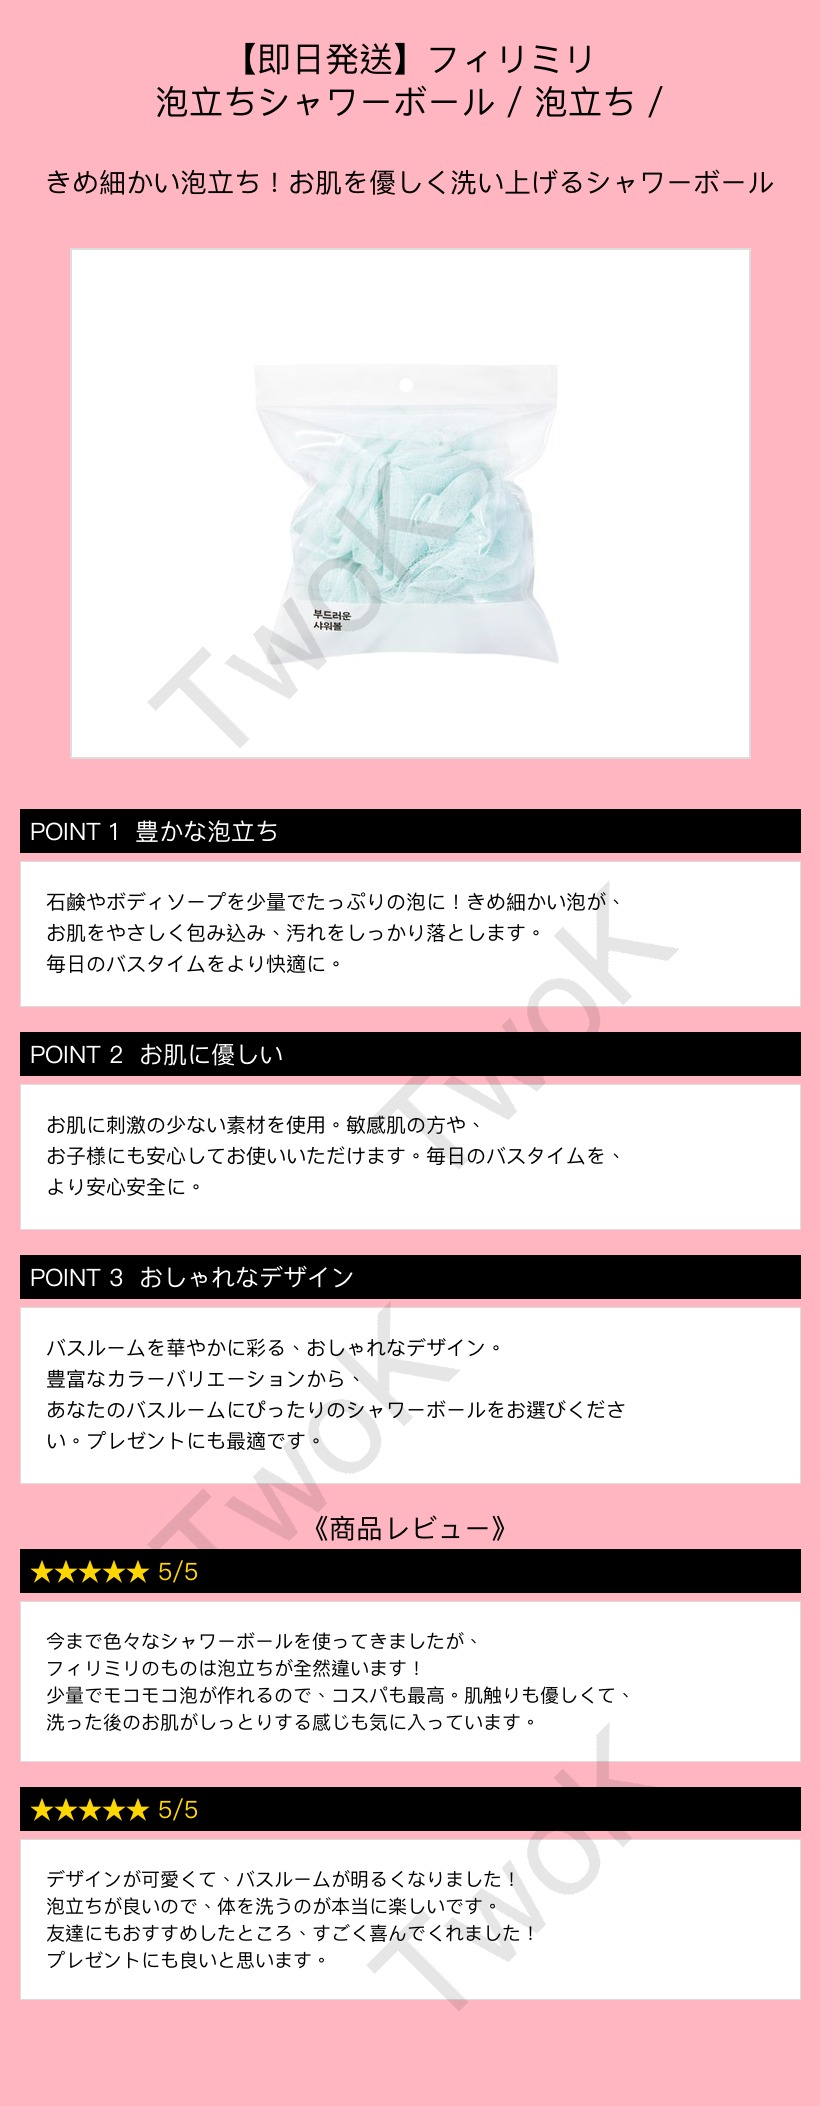 【即日発送】フィリミリ
泡立ちシャワーボール / 泡立ち /
きめ細かい泡立ち！お肌を優しく洗い上げるシャワーボール
부드러운
샤워볼
TwoK
POINT 1 豊かな泡立ち
石鹸やボディソープを少量でたっぷりの泡に！きめ細かい泡が、
お肌をやさしく包み込み、汚れをしっかり落とします。
毎日のバスタイムをより快適に。
TwoK
POINT 2 お肌に優しい
お肌に刺激の少ない素材を使用。敏感肌の方や、
お子様にも安心してお使いいただけます。毎日のバスタイムを、
より安心安全に。
POINT 3 おしゃれなデザイン
バスルームを華やかに彩る、おしゃれなデザイン。
豊富なカラーバリエーションから、
あなたのバスルームにぴったりのシャワーボールをお選びくださ
い。プレゼントにも最適です。
TwoK
《商品レビュー》
★★★★★ 5/5
今まで色々なシャワーボールを使ってきましたが、
フィリミリのものは泡立ちが全然違います！
少量でモコモコ泡が作れるので、コスパも最高。肌触りも優しくて、
洗った後のお肌がしっとりする感じも気に入っています。
★★★★★ 5/5
デザインが可愛くて、バスルームが明るくなりました！
泡立ちが良いので、体を洗うのが本当に楽しいです。
友達にもおすすめしたところ、すごく喜んでくれました！
プレゼントにも良いと思います。
TwoK